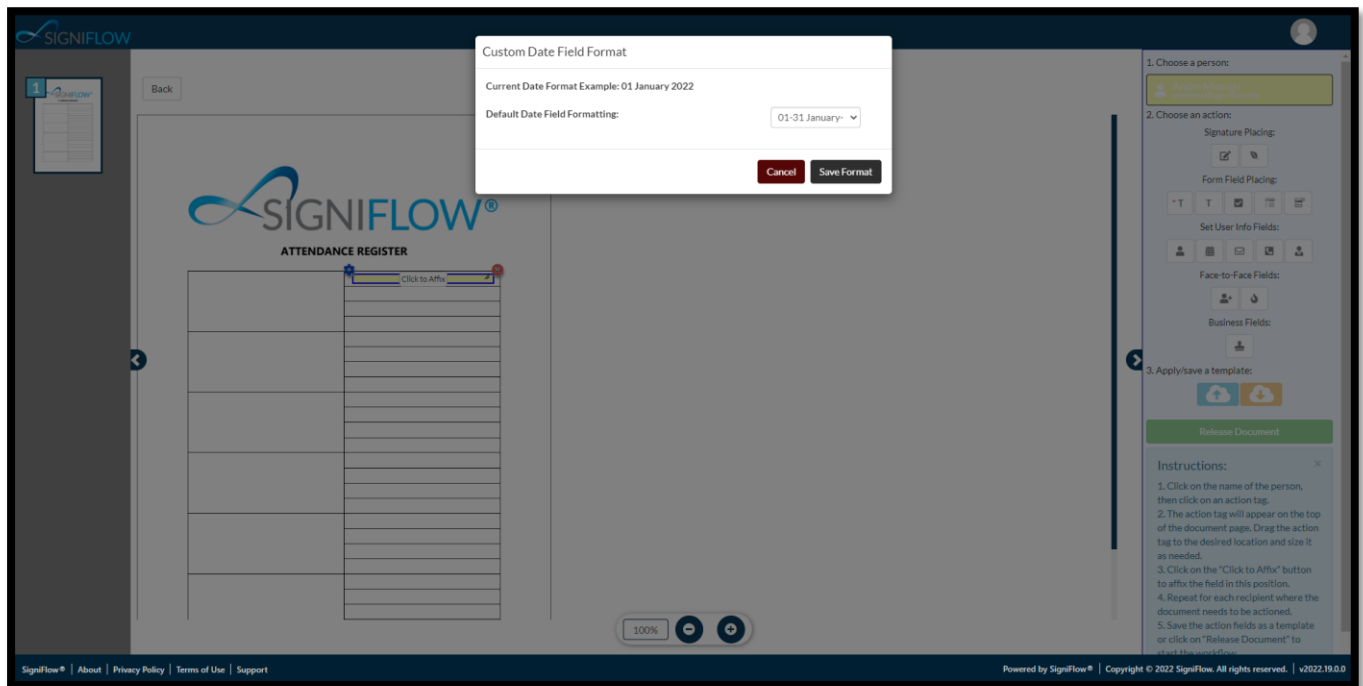 SIGNIFLOW
Custom Date Field Format
Current Date Format Example: 01 January 2022
Default Date Field Formatting:
01-31 January-
Cancel
Save Format
1
Back
SIGNIFLOW®
ATTENDANCE REGISTER
Click to Affix
100%
1. Choose a person:
2. Choose an action:
Signature Placing:
Form Field Placing:
T
T
Set User Info Fields:
Face-to-Face Fields:
Business Fields:
3. Apply/save a template:
Release Document
Instructions:
1. Click on the name of the person,
then click on an action tag.
2. The action tag will appear on the top
of the document page. Drag the action
tag to the desired location and size it
as needed.
3. Click on the "Click to Affix" button
to affix the field in this position.
4. Repeat for each recipient where the
document needs to be actioned.
5. Save the action fields as a template
or click on "Release Document" to
start the workflow.
SigniFlow® | About | Privacy Policy | Terms of Use | Support
Powered by SigniFlow® | Copyright © 2022 SigniFlow. All rights reserved. | v2022.19.0.0